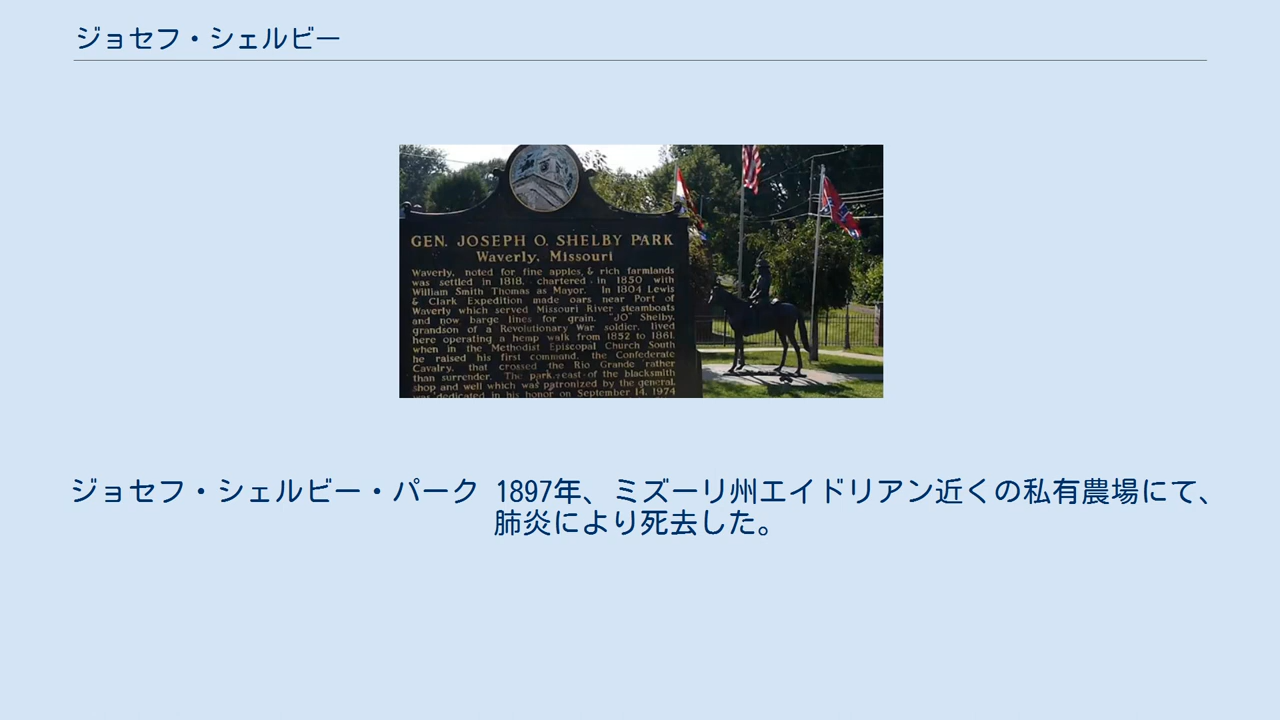 ジョセフ・シェルビー
GEN. JOSEPH O. SHELBY PARK
Waverly, Missouri
Waverly, noted for fine apples, & rich farmlands
was settled in 1818, chartered in 1850 with
William Smith Thomas as Mayor. In 1804 Lewis
& Clark Expedition made oars near Port of
Waverly which served Missouri River steamboats
and now barge lines for grain. "JO" Shelby,
grandson of a Revolutionary War soldier, lived
here operating a hemp walk from 1852 to 1861,
when in the Methodist Episcopal Church South
he raised his first command, the Confederate
Cavalry, that crossed the Rio Grande rather
than surrender. The park, east of the blacksmith
shop and well which was patronized by the general,
was dedicated in his honor on September 14, 1974
ジョセフ・シェルビー・パーク 1897年、ミズーリ州エイドリアン近くの私有農場にて、
肺炎により死去した。